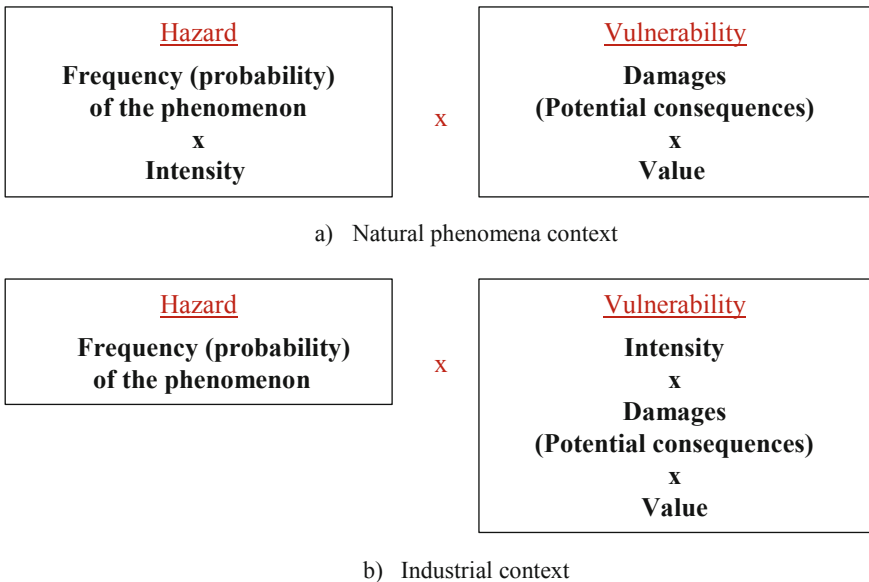 Hazard
Frequency (probability)
of the phenomenon
x
Intensity
x
Vulnerability
Damages
(Potential consequences)
x
Value
a) Natural phenomena context
Hazard
Frequency (probability)
of the phenomenon
x
Vulnerability
Intensity
x
Damages
(Potential consequences)
x
Value
b) Industrial context